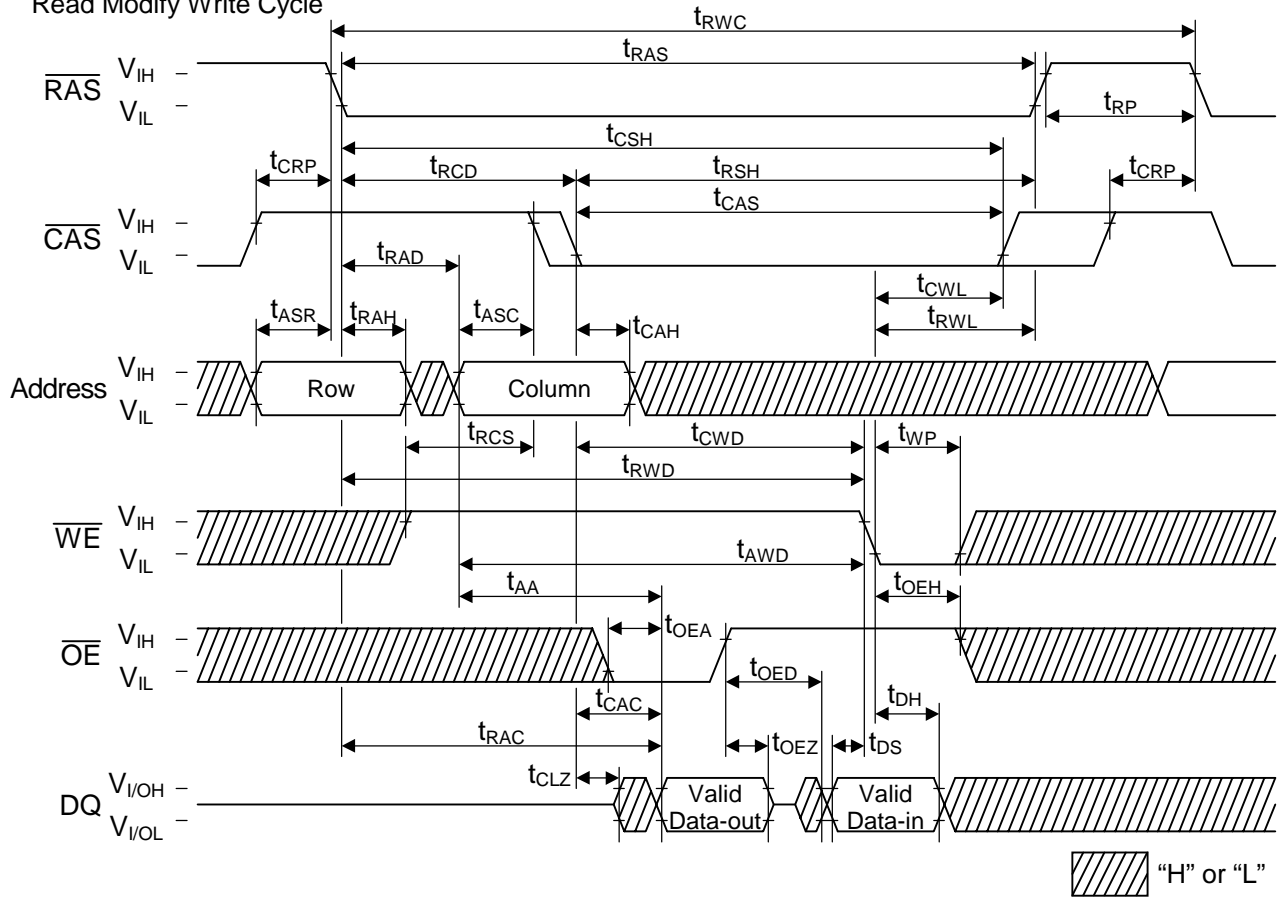 Read Modify Write Cycle
tRWC
tRAS
RAS
VIH
VIL
tRP
tCSH
tCRP
tRCD
tRSH
tCRP
tCAS
CAS
VIH
VIL
tRAD
tCWL
tASR
tRAH
tASC
tCAH
tRWL
Address
VIH
VIL
Row
Column
tRCS
tCWD
tWP
tRWD
WE
VIH
VIL
tAWD
tAA
tOEH
OE
VIH
VIL
tOEA
tOED
tCAC
tDH
tRAC
tOEZ
tDS
tCLZ
DQ
VI/OH
VI/OL
Valid
Data-out
Valid
Data-in
“H” or “L”